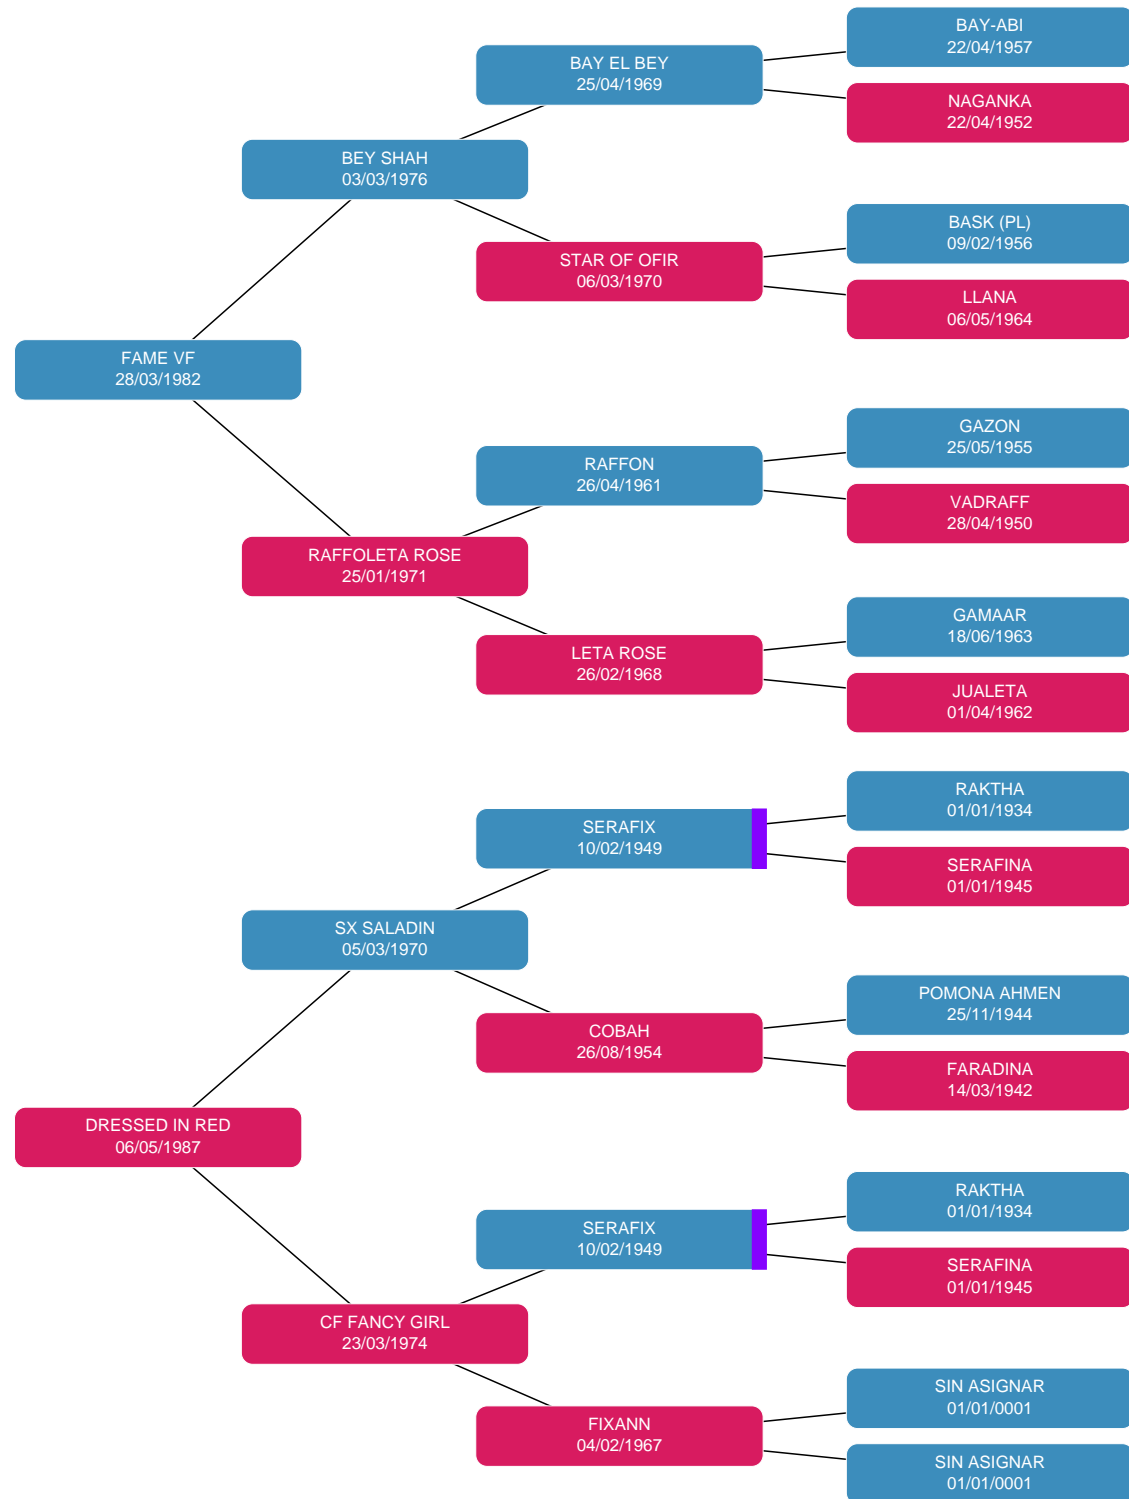 BAY-ABI
22/04/1957
BAY EL BEY
25/04/1969
NAGANKA
22/04/1952
BEY SHAH
03/03/1976
BASK (PL)
09/02/1956
STAR OF OFIR
06/03/1970
LLANA
06/05/1964
FAME VF
28/03/1982
GAZON
25/05/1955
RAFFON
26/04/1961
VADRAFF
28/04/1950
RAFFOLETA ROSE
25/01/1971
GAMAAR
18/06/1963
LETA ROSE
26/02/1968
JUALETA
01/04/1962
RAKTHA
01/01/1934
SERAFIX
10/02/1949
SERAFINA
01/01/1945
SX SALADIN
05/03/1970
POMONA AHMEN
25/11/1944
COBAH
26/08/1954
FARADINA
14/03/1942
DRESSED IN RED
06/05/1987
RAKTHA
01/01/1934
SERAFIX
10/02/1949
SERAFINA
01/01/1945
CF FANCY GIRL
23/03/1974
SIN ASIGNAR
01/01/0001
FIXANN
04/02/1967
SIN ASIGNAR
01/01/0001